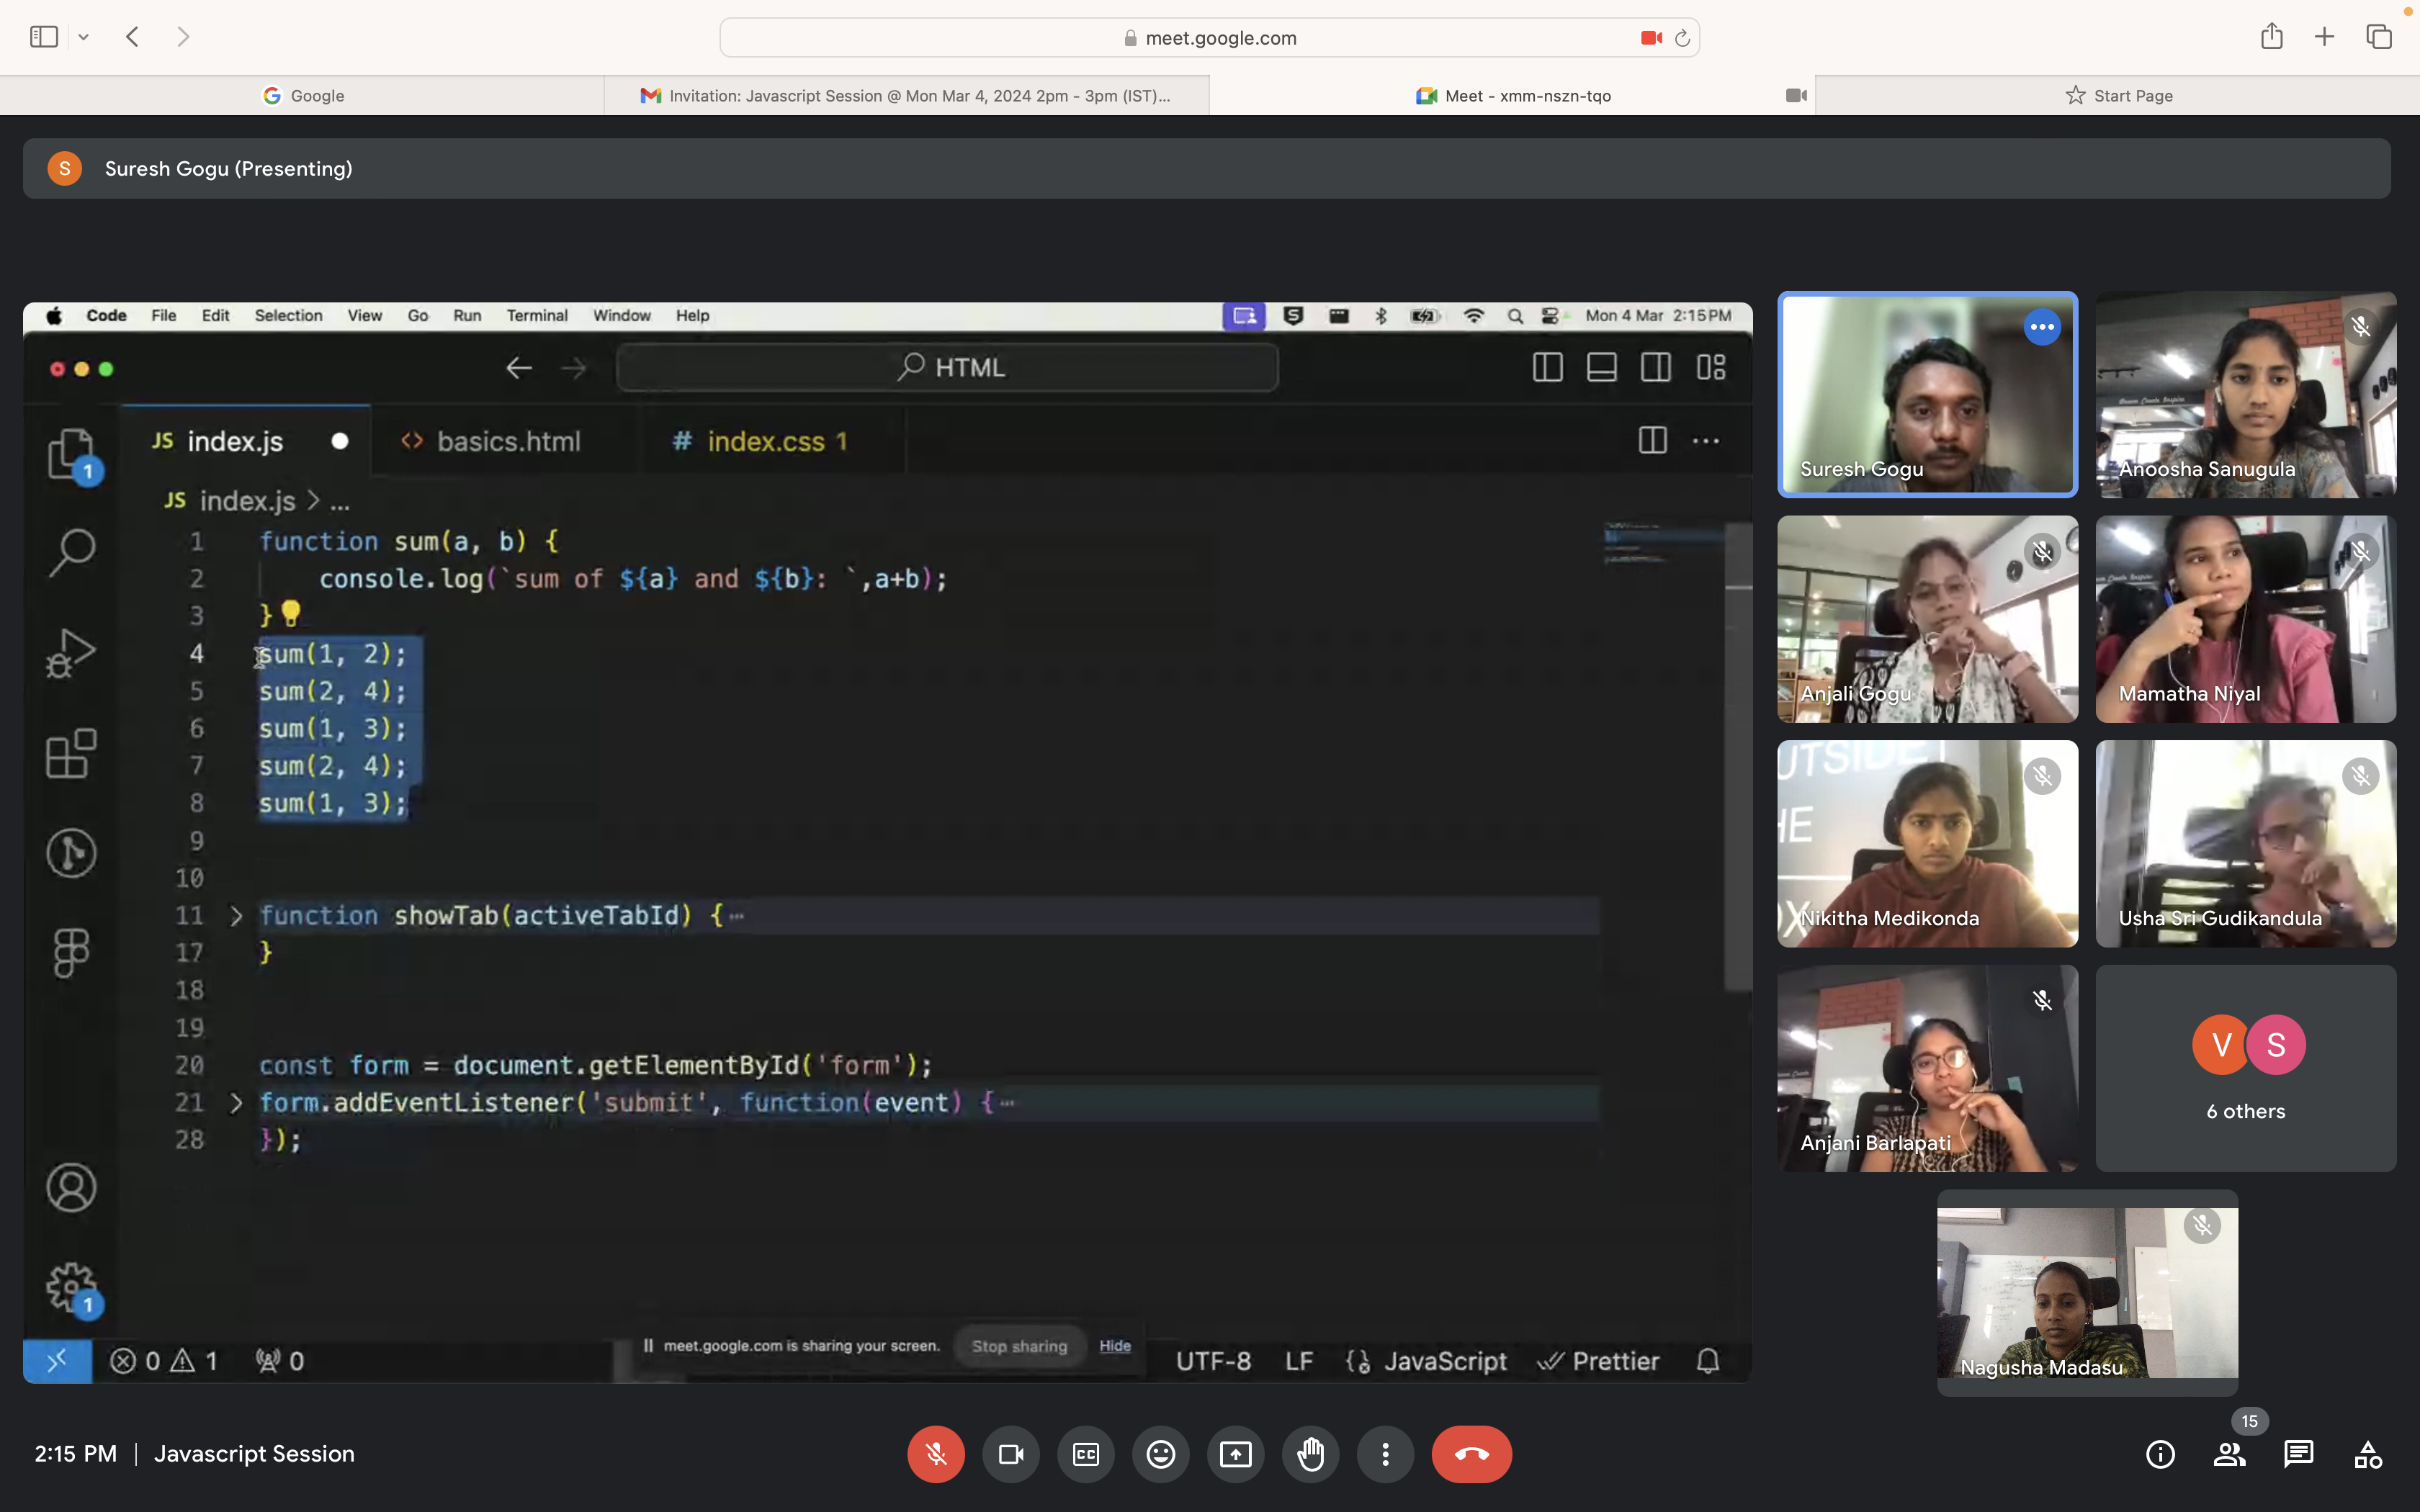 meet.google.com
Google
Invitation: Javascript Session @ Mon Mar 4, 2024 2pm - 3pm (IST)...
Meet - xmm-nszn-tqo
Start Page
S
Suresh Gogu (Presenting)
Code File Edit Selection View Go Run Terminal Window Help
Mon 4 Mar 2:15 PM
HTML
JS index.js
basics.html
# index.css 1
1
JS index.js > ...
1 function sum(a, b) {
2 console.log(`sum of ${a} and ${b}: `,a+b);
3 }
4 sum(1, 2);
5 sum(2, 4);
6 sum(1, 3);
7 sum(2, 4);
8 sum(1, 3);
9
10
11 > function showTab(activeTabId) {⋯
17 }
18
19
20 const form = document.getElementById('form');
21 > form.addEventListener('submit', function(event) {⋯
28 });
1
meet.google.com is sharing your screen. Stop sharing Hide
0 1 0
UTF-8 LF JavaScript Prettier
Suresh Gogu
Anoosha Sanugula
Anjali Gogu
Mamatha Niyal
UTSIDE
HE
OX
Nikitha Medikonda
Usha Sri Gudikandula
Anjani Barlapati
V S
6 others
Nagusha Madasu
2:15 PM | Javascript Session
CC
15